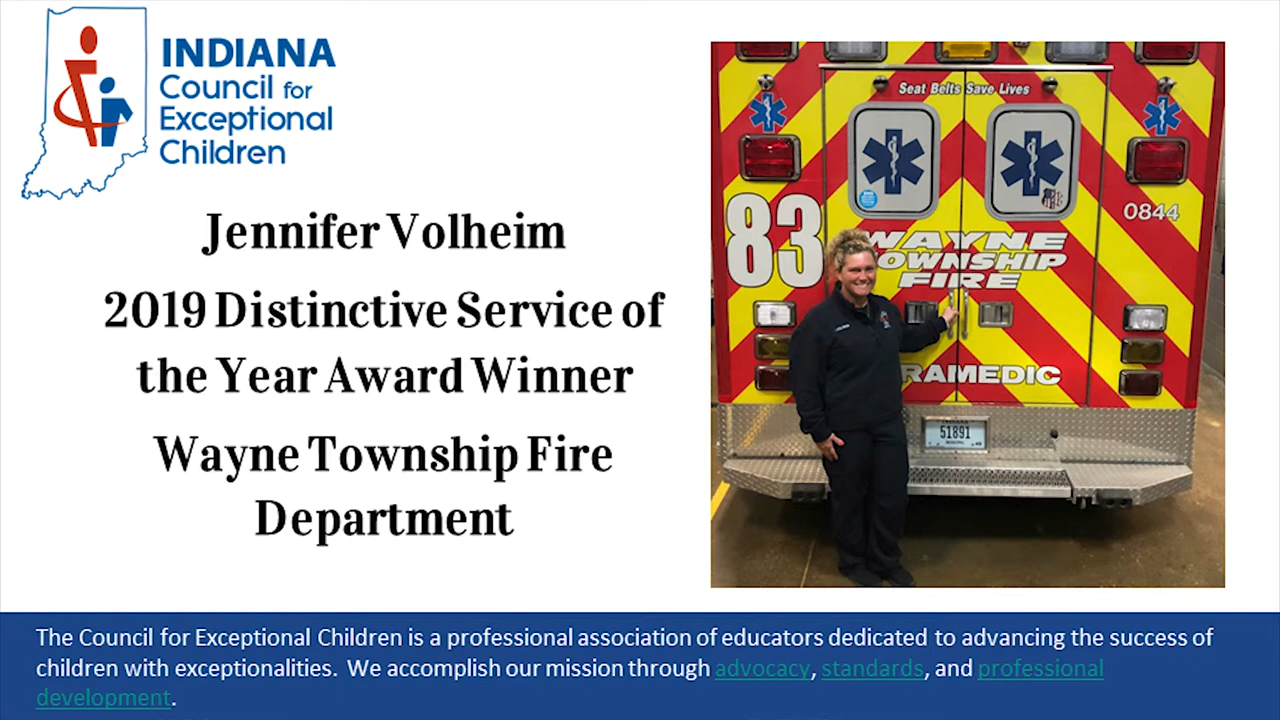 INDIANA
Council for
Exceptional
Children
Jennifer Volheim
2019 Distinctive Service of
the Year Award Winner
Wayne Township Fire
Department
Seat Belts Save Lives
83
0844
WAYNE
TOWNSHIP
FIRE
RAMEDIC
INDIANA
51891
The Council for Exceptional Children is a professional association of educators dedicated to advancing the success of
children with exceptionalities. We accomplish our mission through advocacy, standards, and professional
development.